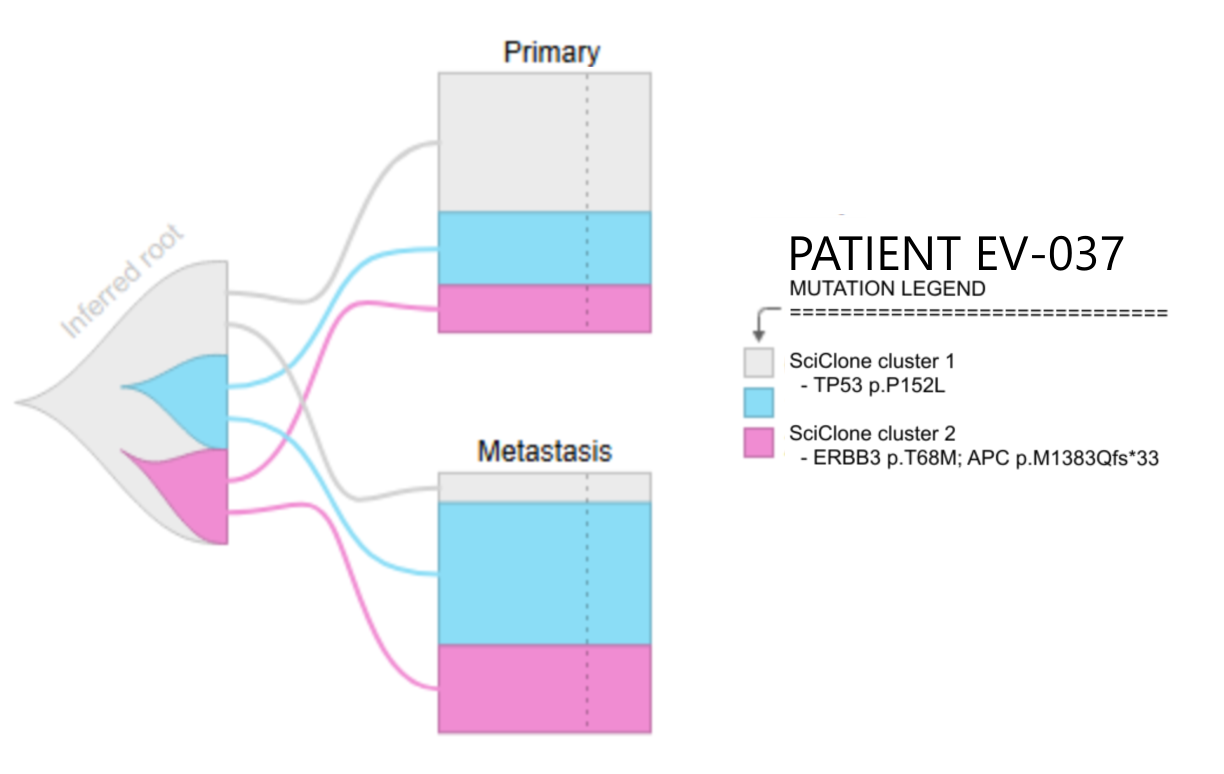 Primary
Inferred root
Metastasis
PATIENT EV-037
MUTATION LEGEND
==============================
SciClone cluster 1
- TP53 p.P152L
SciClone cluster 2
- ERBB3 p.T68M; APC p.M1383Qfs*33